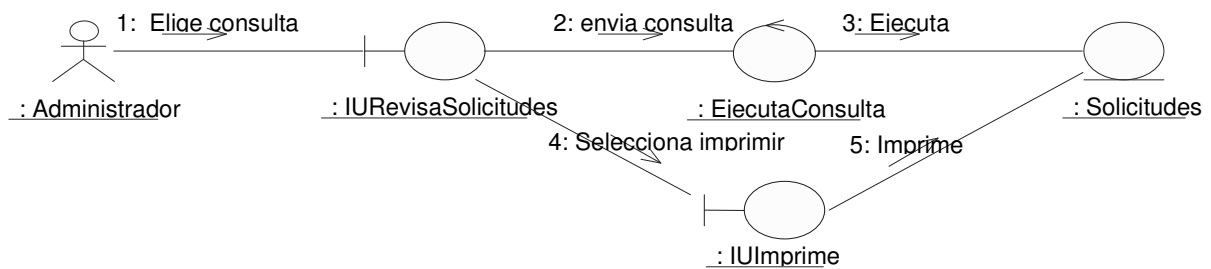 1: Elige consulta
2: envia consulta
3: Ejecuta
: Administrador
: IURevisaSolicitudes
: EjecutaConsulta
: Solicitudes
4: Selecciona imprimir
5: Imprime
: IUImprime